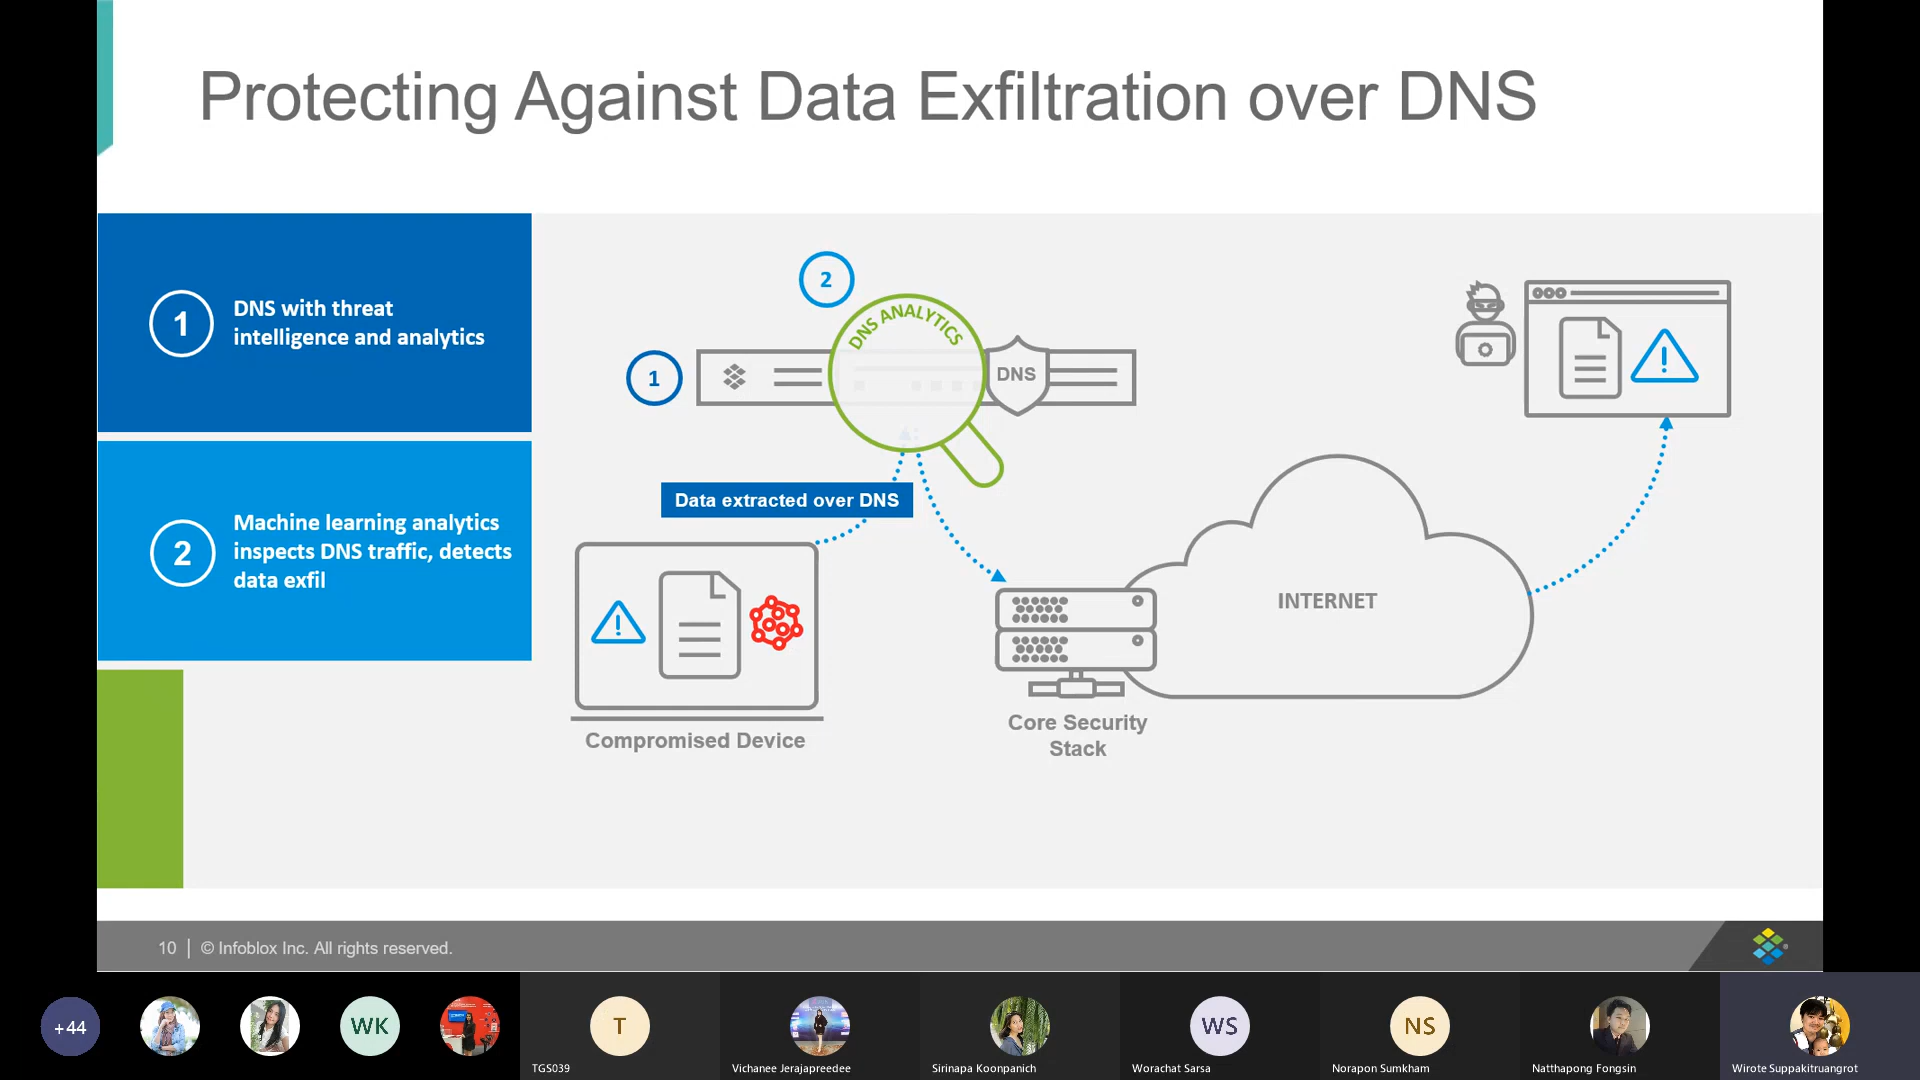 Protecting Against Data Exfiltration over DNS
1
DNS with threat
intelligence and analytics
2
Machine learning analytics
inspects DNS traffic, detects
data exfil
2
DNS ANALYTICS
1
DNS
Data extracted over DNS
INTERNET
Compromised Device
Core Security
Stack
10 | © Infoblox Inc. All rights reserved.
+44
WK
T
WS
NS
TGS039
Vichanee Jerajapreedee
Sirinapa Koonpanich
Worachat Sarsa
Norapon Sumkham
Natthapong Fongsin
Wirote Suppakitruangrot